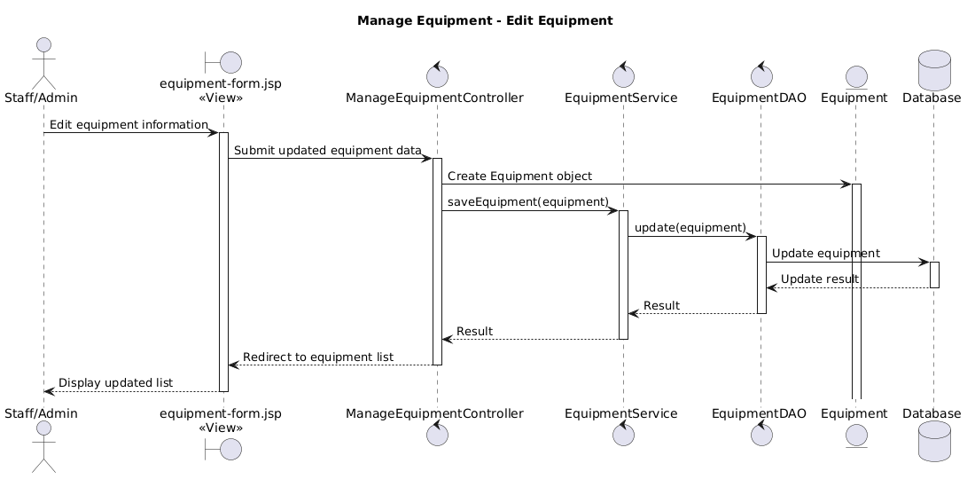 Manage Equipment - Edit Equipment
Staff/Admin
equipment-form.jsp
«View»
ManageEquipmentController
EquipmentService
EquipmentDAO
Equipment
Database
Edit equipment information
Submit updated equipment data
Create Equipment object
saveEquipment(equipment)
update(equipment)
Update equipment
Update result
Result
Result
Redirect to equipment list
Display updated list
Staff/Admin
equipment-form.jsp
«View»
ManageEquipmentController
EquipmentService
EquipmentDAO
Equipment
Database